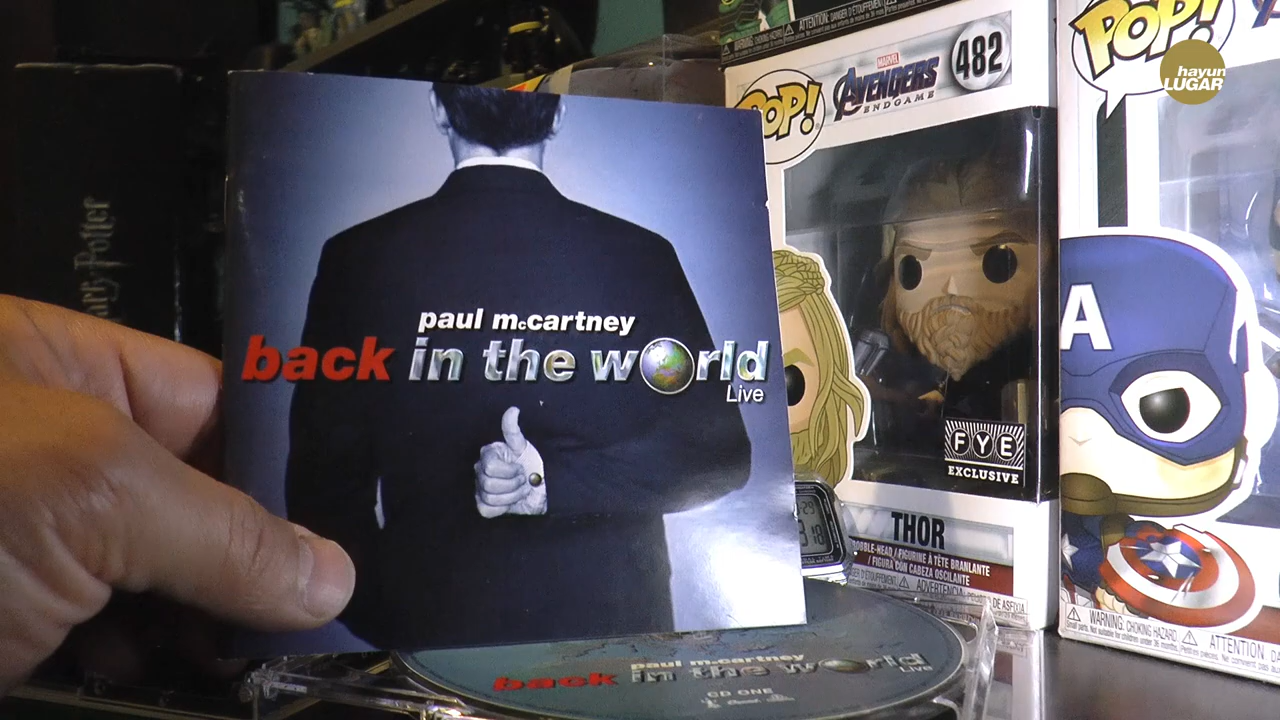 hayun
LUGAR
POP!
MARVEL
AVENGERS
ENDGAME
482
POP!
Harry Potter
paul mccartney
back in the world
Live
A
FYE
EXCLUSIVE
THOR
BOBBLE-HEAD / FIGURINE À TÊTE BRANLANTE
/ FIGURA CON CABEZA OSCILANTE
WARNING: CHOKING HAZARD.
ATTENTION
paul mccartney
back in the world
Live
CD ONE